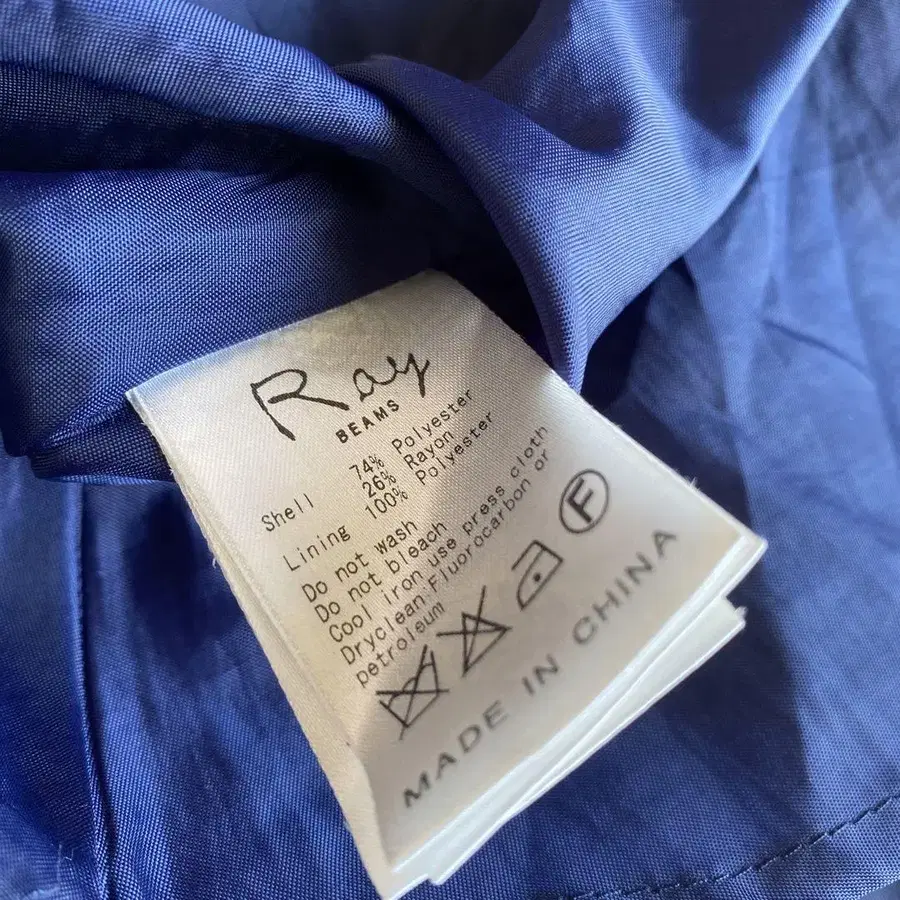 Ray
BEAMS
Shell 74% Polyester
26% Rayon
Lining 100% Polyester
Do not wash
Do not bleach
Cool iron use press cloth
Dryclean-Fluorocarbon or
petroleum
F
MADE IN CHINA